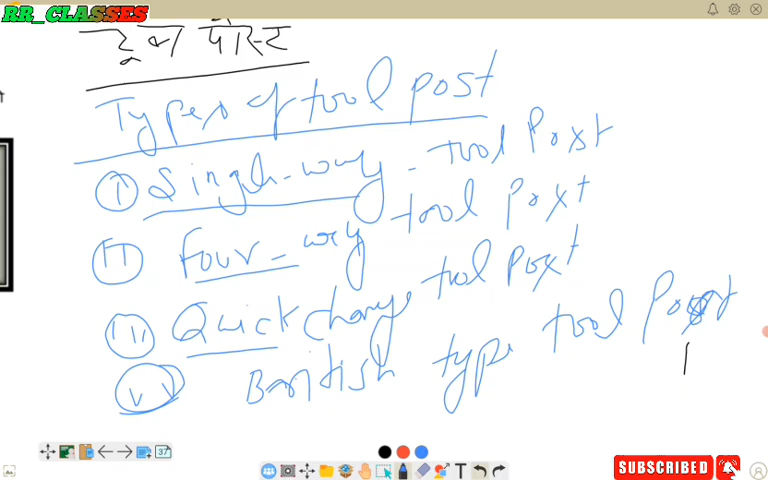 RR_CLASSES
टूल पोस्ट
Types of tool post
I Single-way - tool Post
II Four-way tool Post
III Quick change tool Post
British type tool Post
37
T
SUBSCRIBED